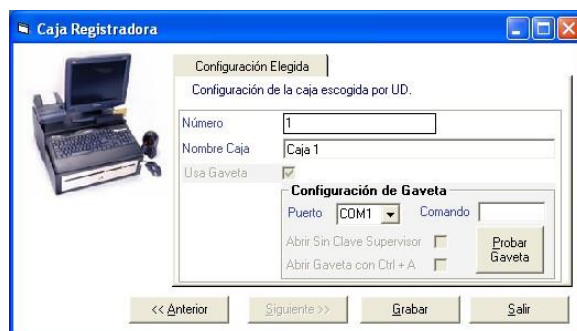 Caja Registradora
Configuración Elegida
Configuración de la caja escogida por UD.
Número 1
Nombre Caja Caja 1
Usa Gaveta
Configuración de Gaveta
Puerto COM1 Comando
Abrir Sin Clave Supervisor
Abrir Gaveta con Ctrl + A
Probar
Gaveta
<< Anterior Siguiente >> Grabar Salir